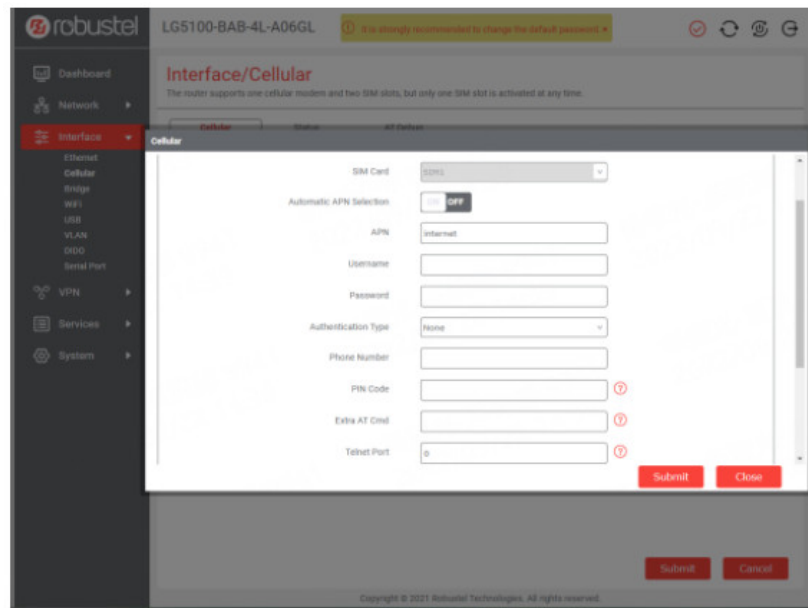 robustel
LG5100-BAB-4L-A06GL
It is strongly recommended to change the default password.
Dashboard
Network
Interface
Ethernet
Cellular
Bridge
WiFi
USB
VLAN
DIDO
Serial Port
VPN
Services
System
Interface/Cellular
The router supports one cellular modem and two SIM slots, but only one SIM slot is activated at any time.
Cellular Status AT Debug
Cellular
SIM Card SIM1
Automatic APN Selection ON OFF
APN internet
Username
Password
Authentication Type None
Phone Number
PIN Code ?
Extra AT Cmd ?
Telnet Port 0 ?
Submit Close
Submit Cancel
Copyright © 2021 Robustel Technologies. All rights reserved.